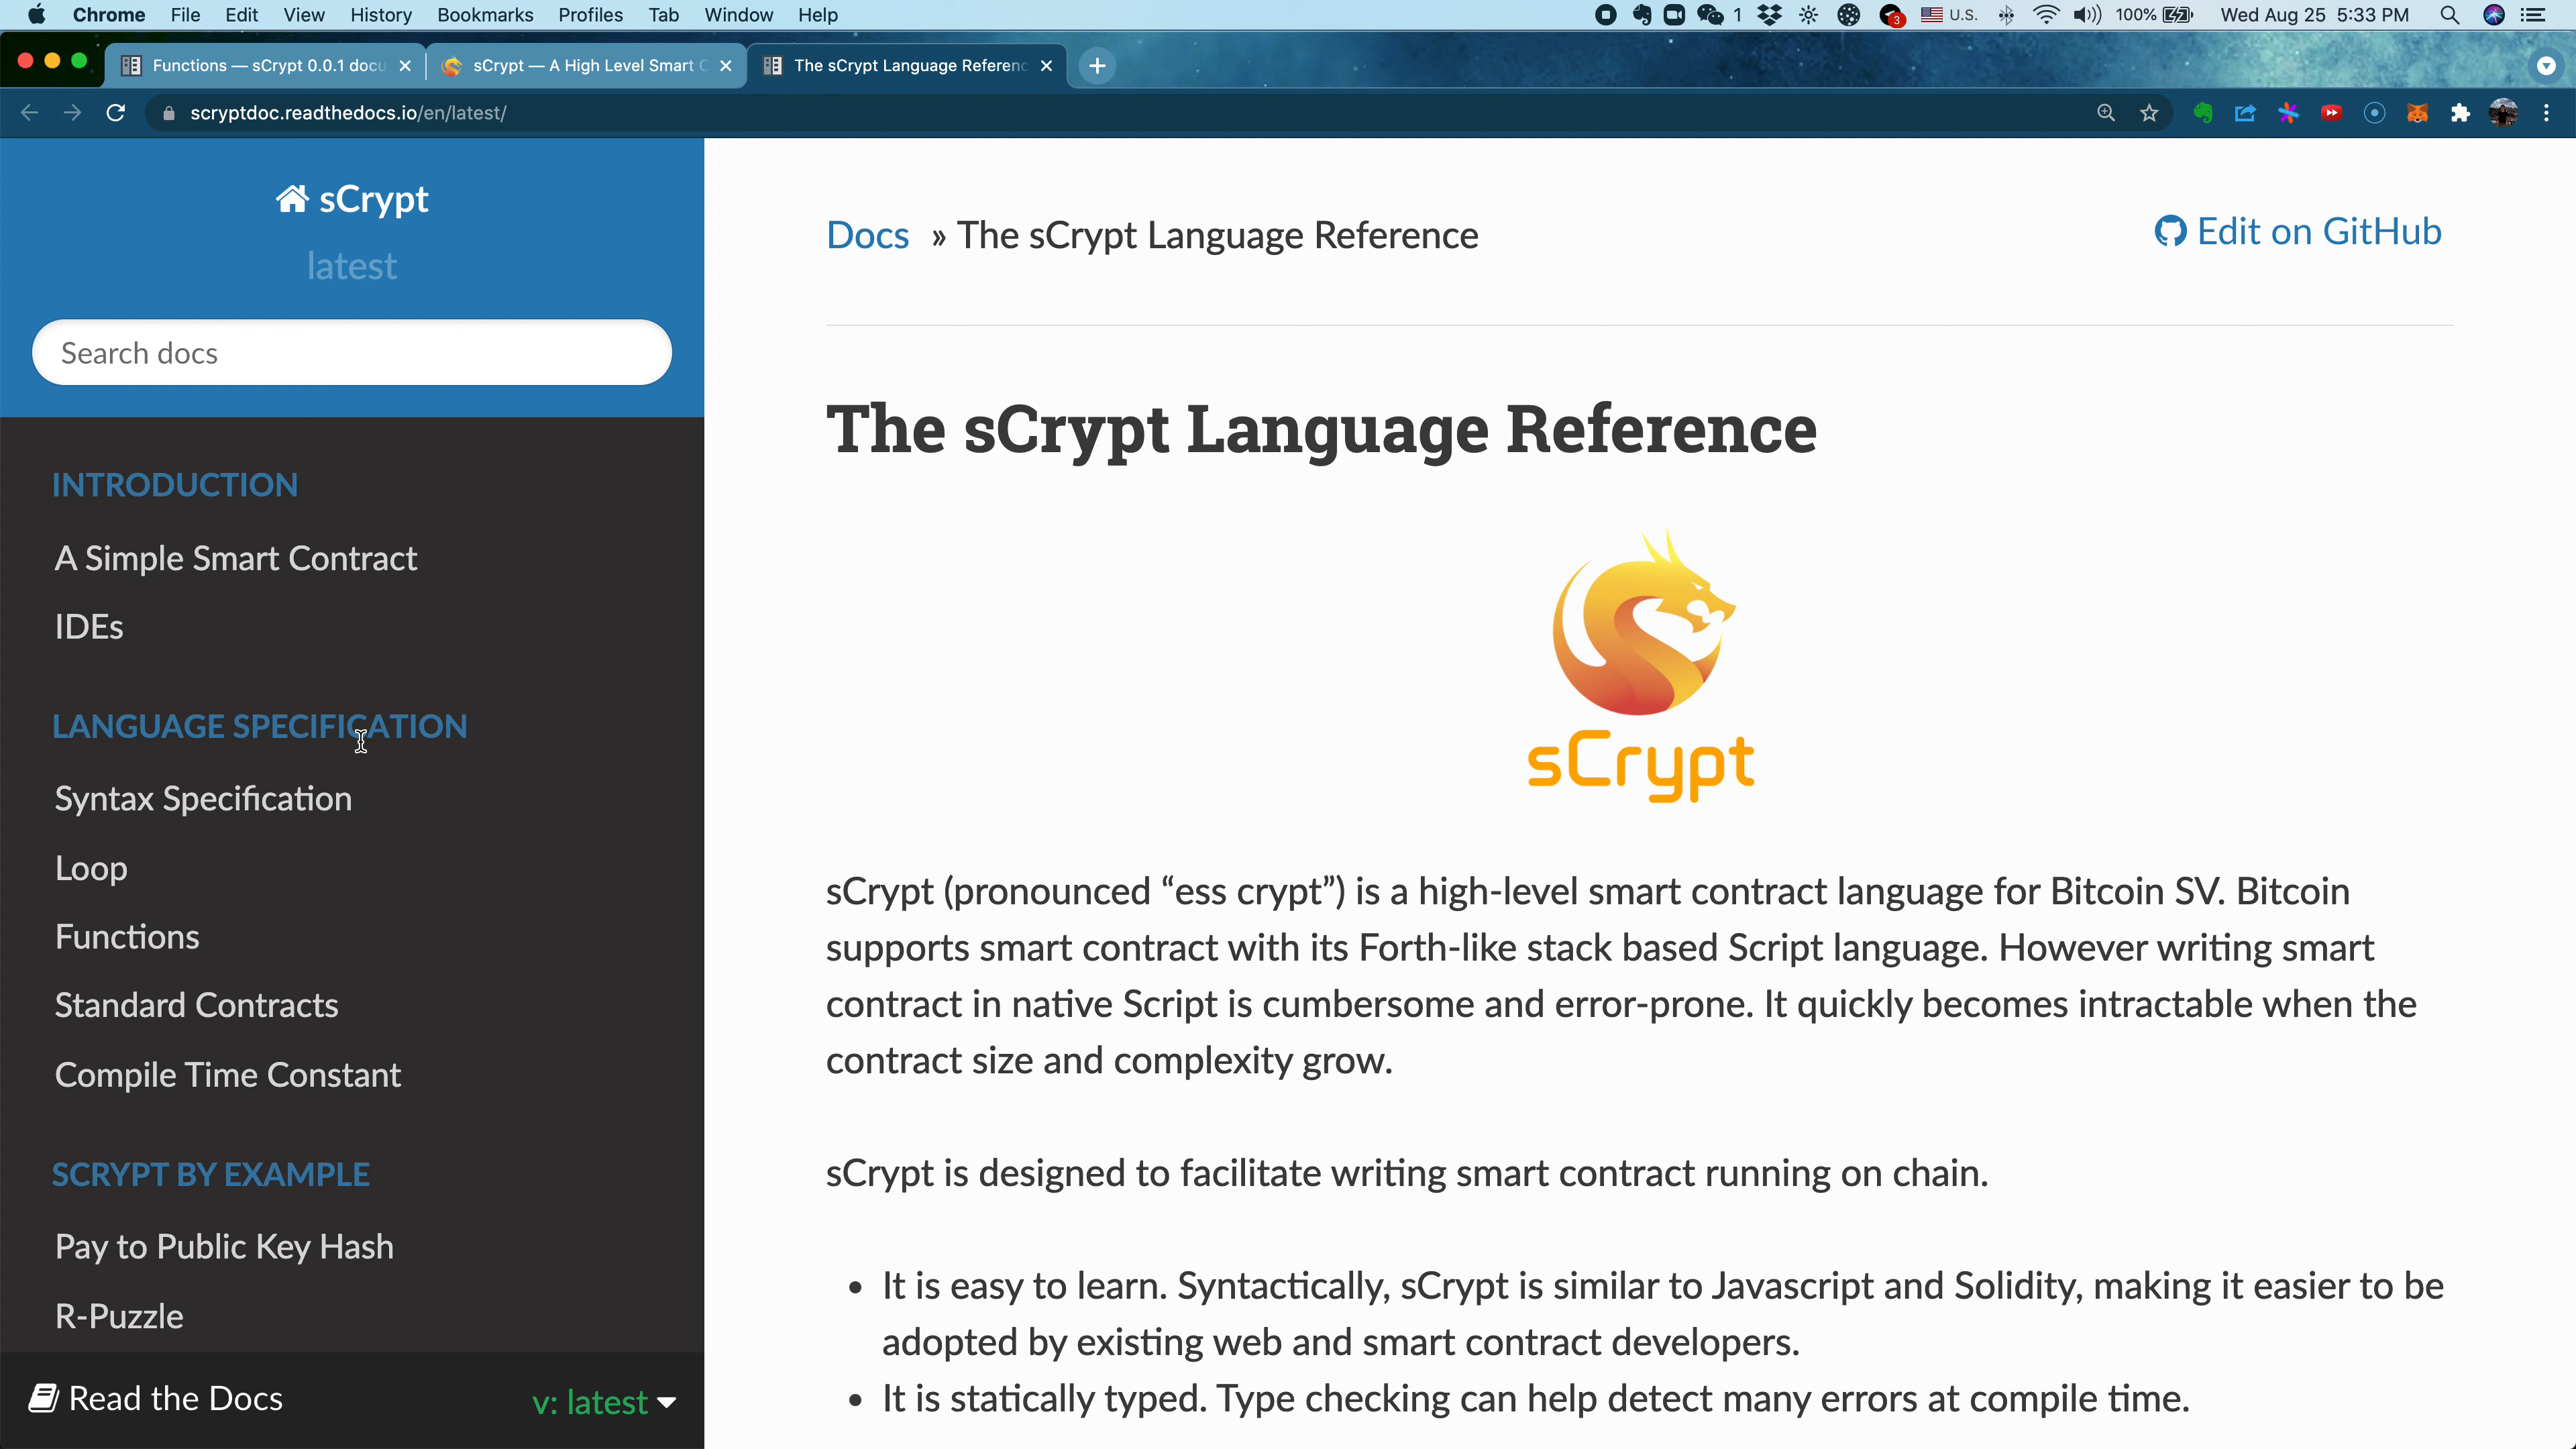 Chrome File Edit View History Bookmarks Profiles Tab Window Help 1 3 U.S. 100% Wed Aug 25 5:33 PM
Functions — sCrypt 0.0.1 docu sCrypt — A High Level Smart C The sCrypt Language Referenc
scryptdoc.readthedocs.io/en/latest/
sCrypt
latest
Search docs
INTRODUCTION
A Simple Smart Contract
IDEs
LANGUAGE SPECIFICATION
Syntax Specification
Loop
Functions
Standard Contracts
Compile Time Constant
SCRYPT BY EXAMPLE
Pay to Public Key Hash
R-Puzzle
Read the Docs v: latest
Docs » The sCrypt Language Reference Edit on GitHub
The sCrypt Language Reference
sCrypt
sCrypt (pronounced “ess crypt”) is a high-level smart contract language for Bitcoin SV. Bitcoin
supports smart contract with its Forth-like stack based Script language. However writing smart
contract in native Script is cumbersome and error-prone. It quickly becomes intractable when the
contract size and complexity grow.
sCrypt is designed to facilitate writing smart contract running on chain.
• It is easy to learn. Syntactically, sCrypt is similar to Javascript and Solidity, making it easier to be
adopted by existing web and smart contract developers.
• It is statically typed. Type checking can help detect many errors at compile time.